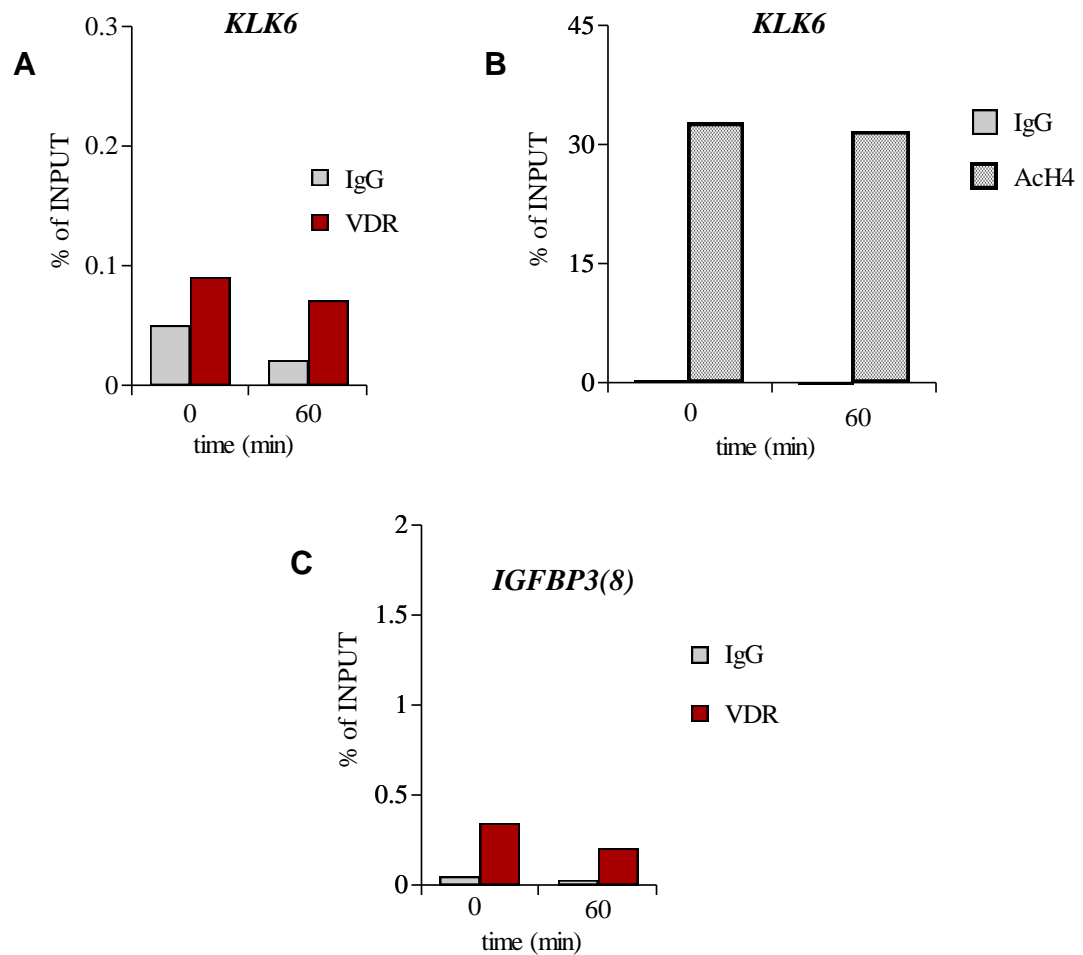 A
KLK6
% of INPUT
0.3
0.2
0.1
0
IgG
VDR
0 60
time (min)
B
KLK6
% of INPUT
45
30
15
0
IgG
AcH4
0 60
time (min)
C
IGFBP3(8)
% of INPUT
2
1.5
1
0.5
0
IgG
VDR
0 60
time (min)